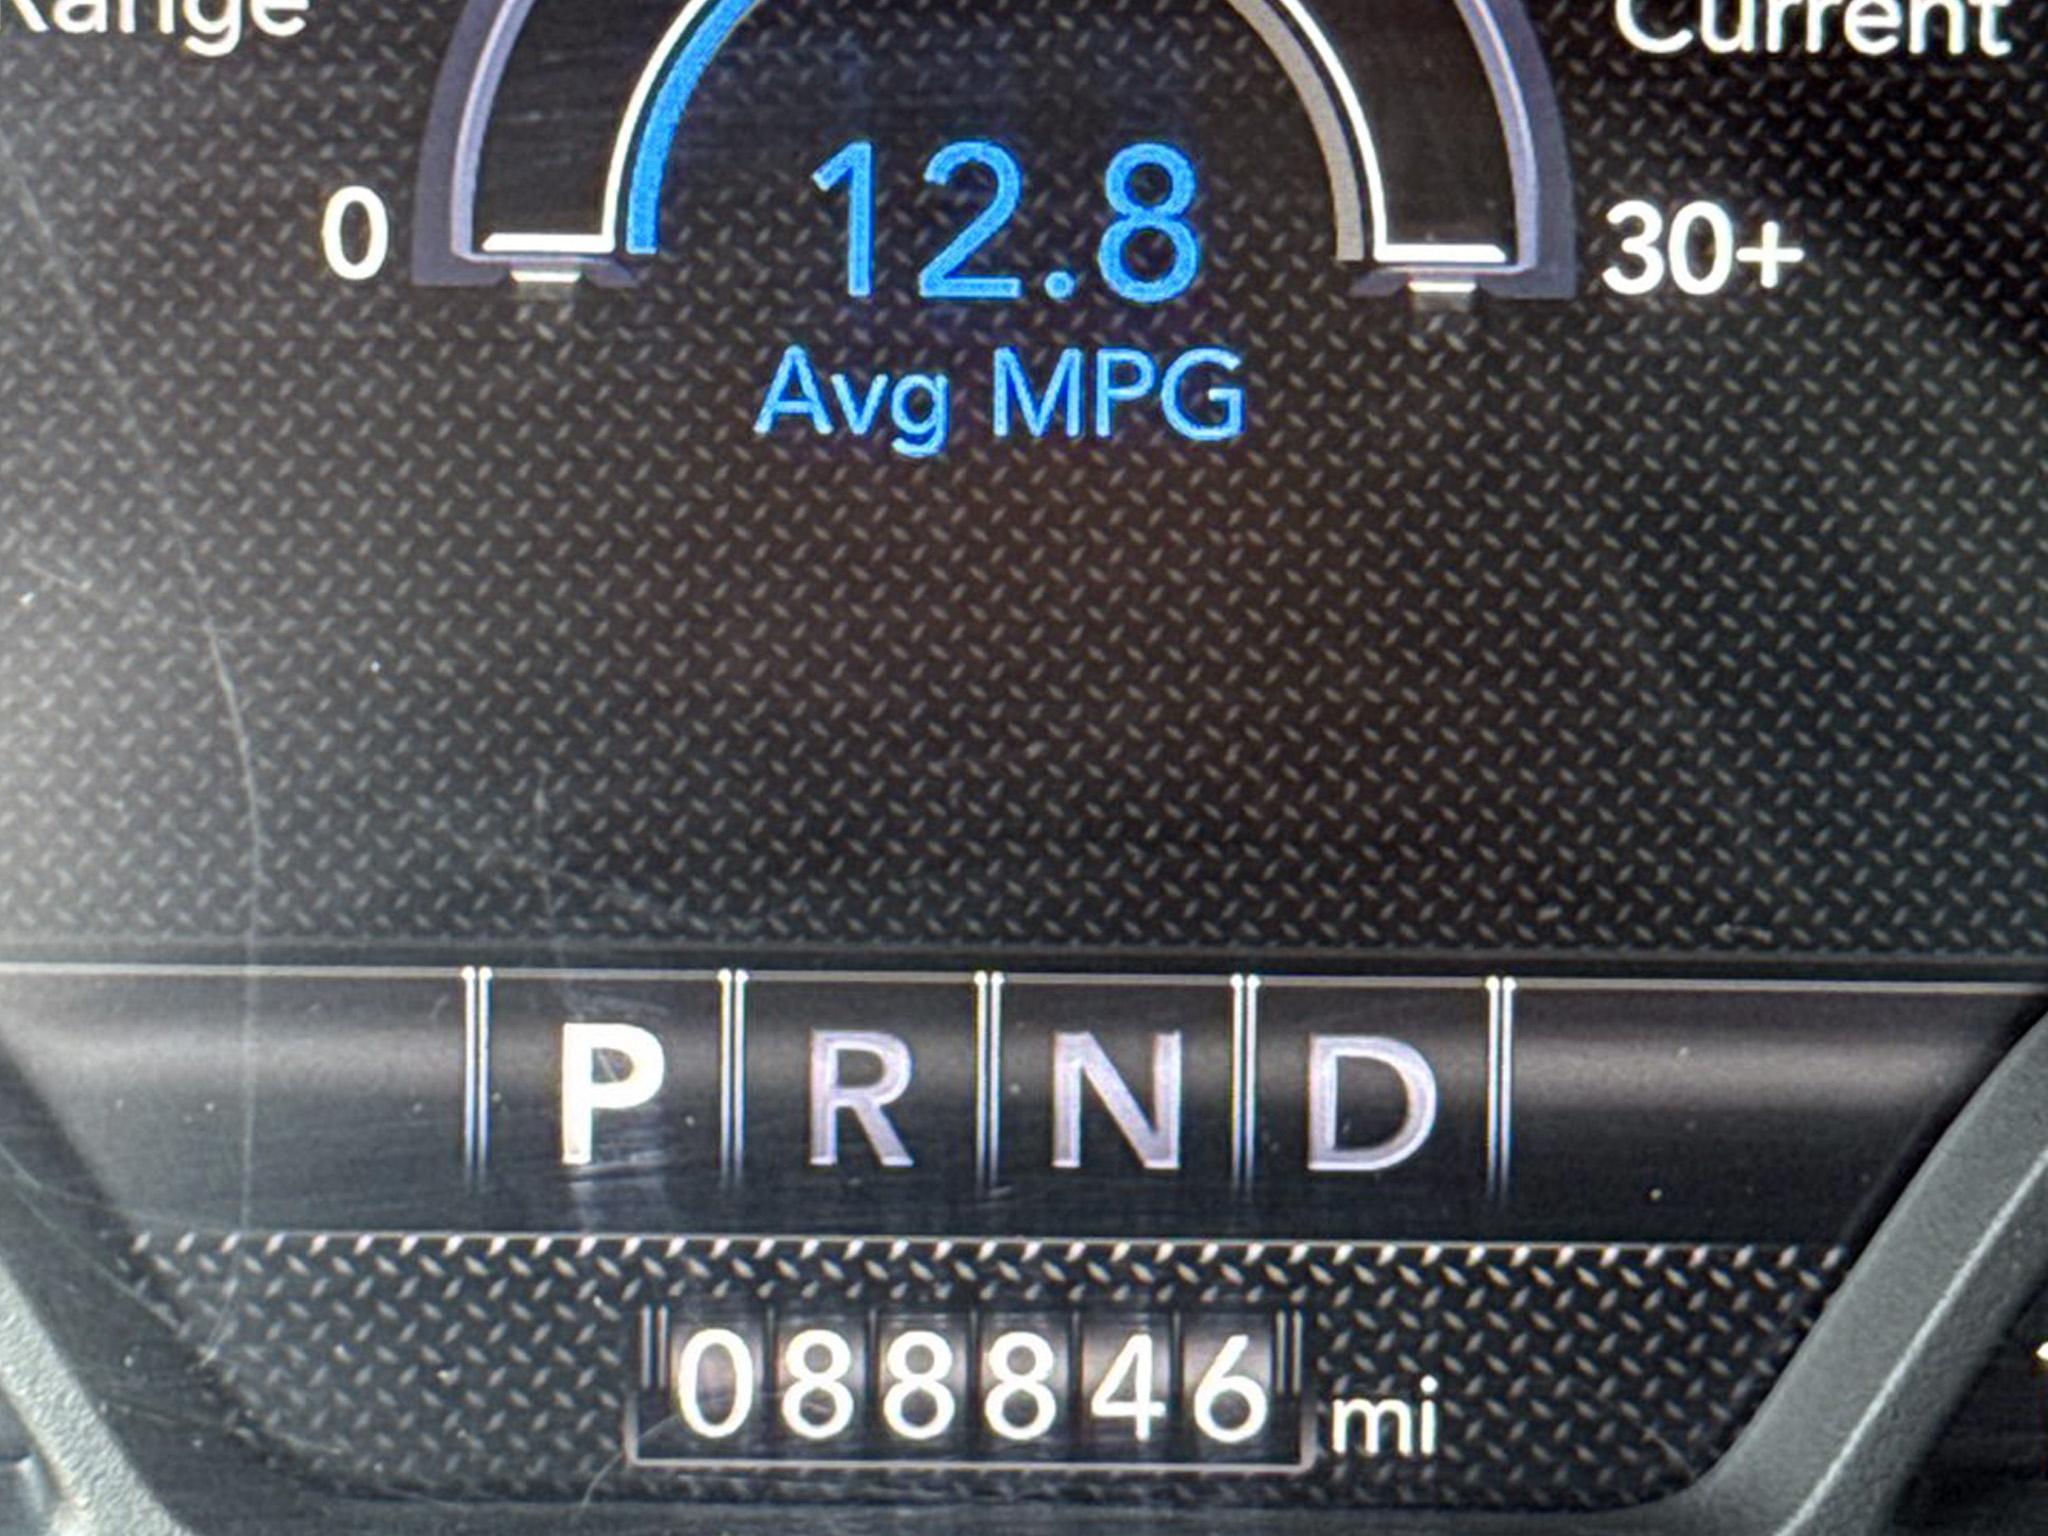 Range
Current
0
12.8
30+
Avg MPG
P R N D
088846 mi